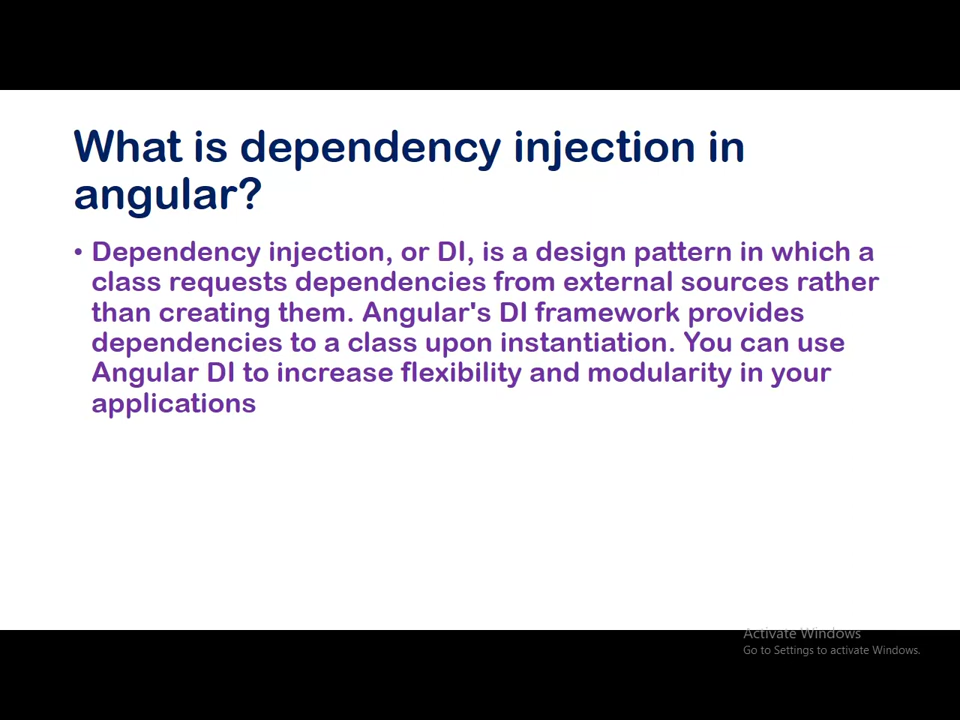 What is dependency injection in
angular?
• Dependency injection, or DI, is a design pattern in which a
class requests dependencies from external sources rather
than creating them. Angular's DI framework provides
dependencies to a class upon instantiation. You can use
Angular DI to increase flexibility and modularity in your
applications
Activate Windows
Go to Settings to activate Windows.